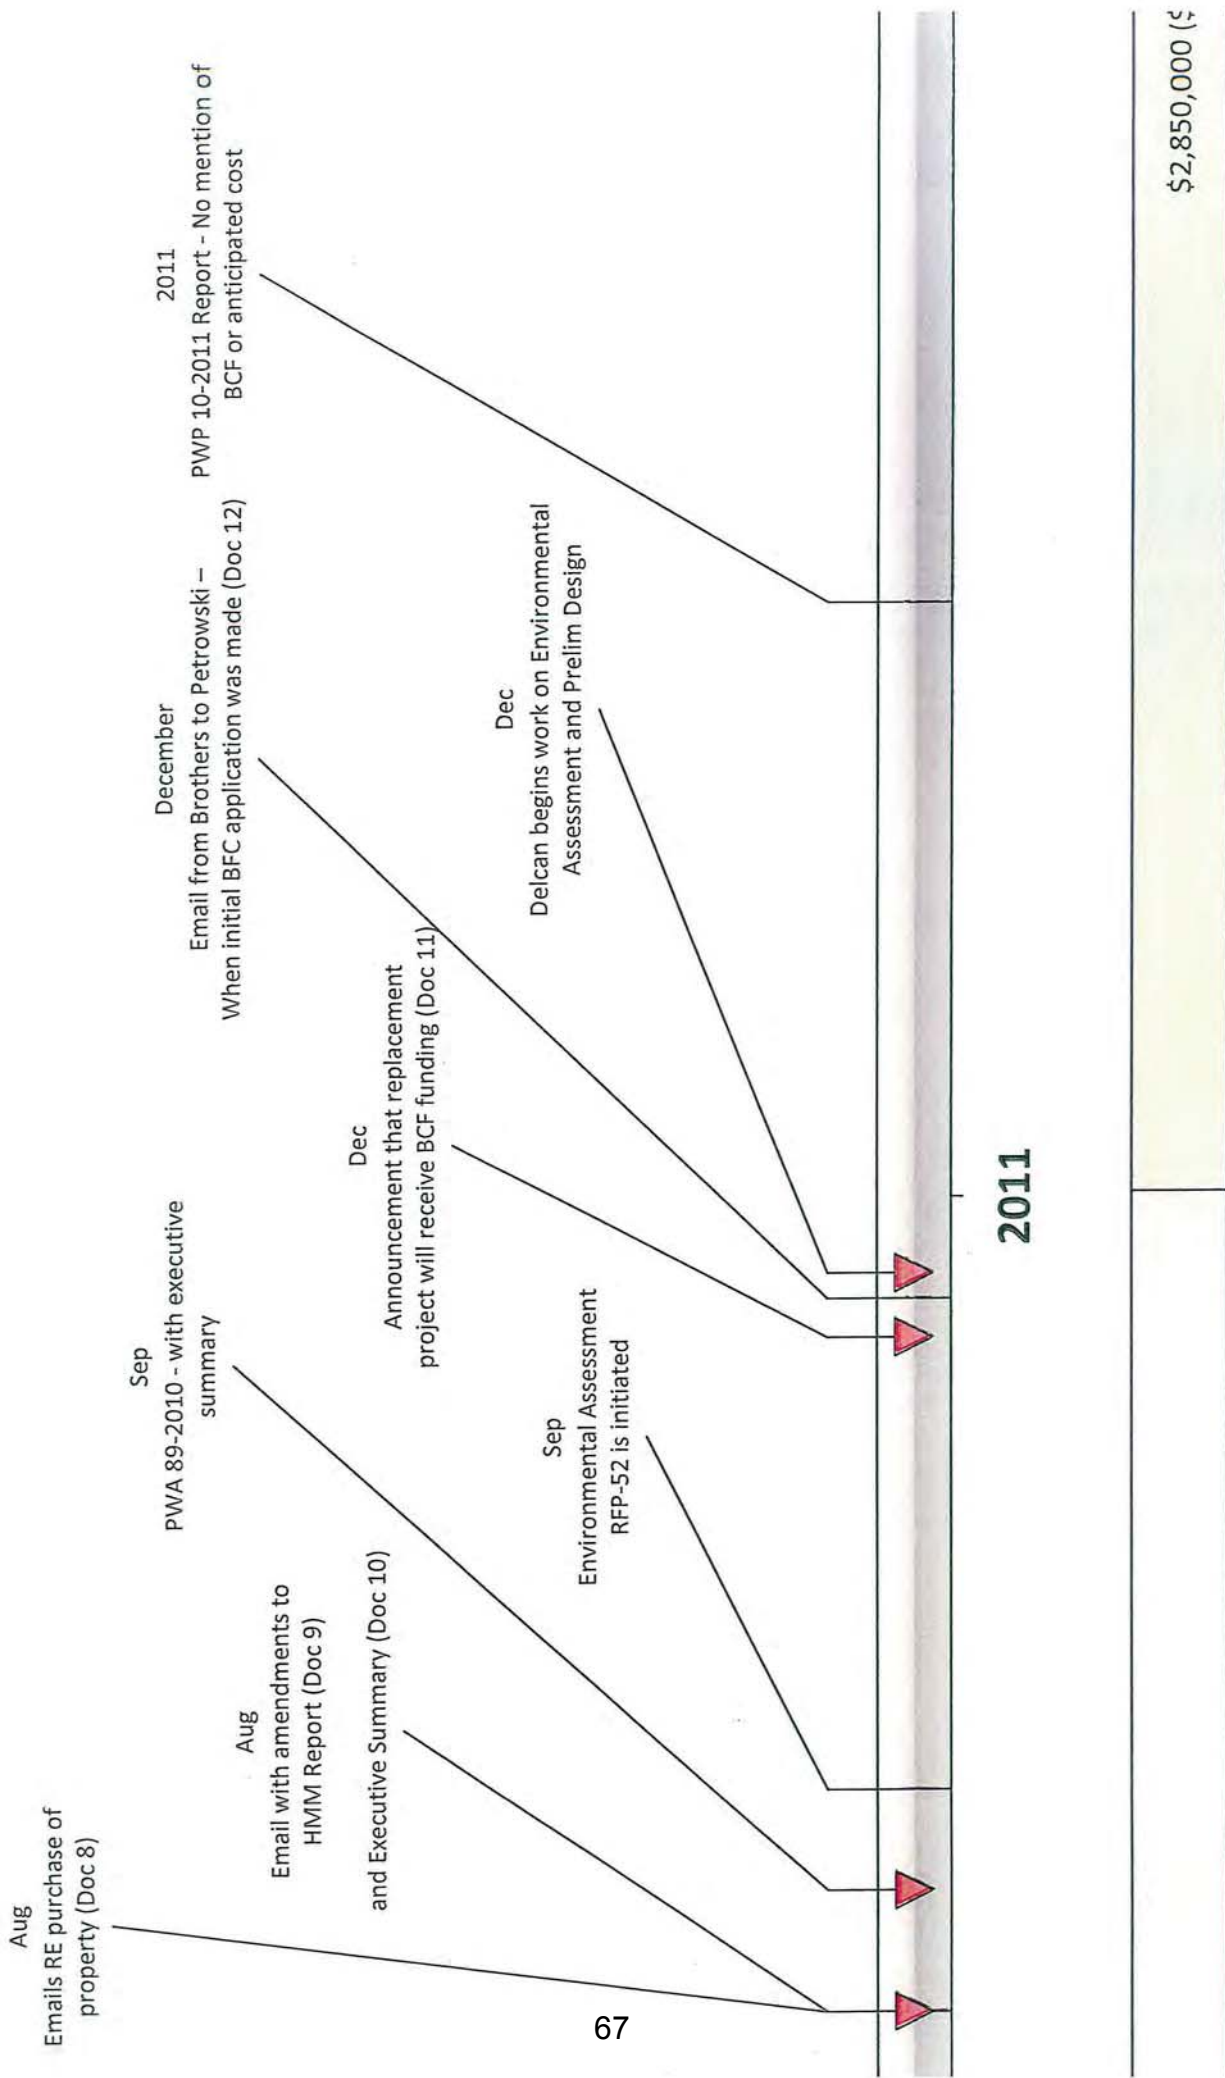 Aug
Emails RE purchase of
property (Doc 8)
Aug
Email with amendments to
HMM Report (Doc 9)
and Executive Summary (Doc 10)
Sep
PWA 89-2010 - with executive
summary
Sep
Environmental Assessment
RFP-52 is initiated
Dec
Announcement that replacement
project will receive BCF funding (Doc 11)
December
Email from Brothers to Petrowski –
When initial BFC application was made (Doc 12)
Dec
Delcan begins work on Environmental
Assessment and Prelim Design
2011
PWP 10-2011 Report - No mention of
BCF or anticipated cost
2011
$2,850,000 ($
67